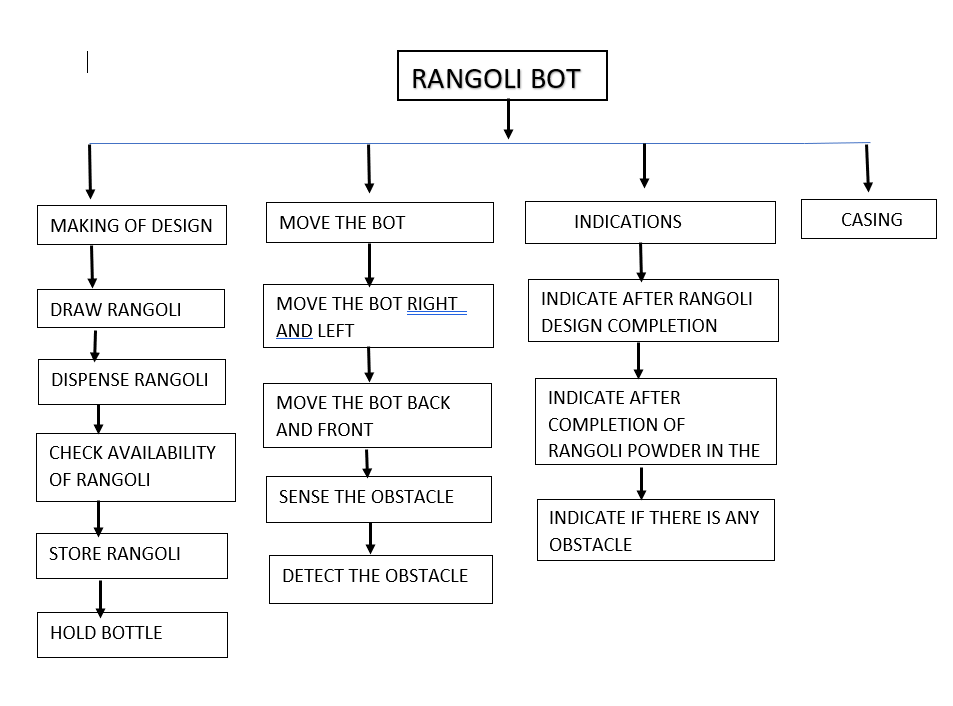 RANGOLI BOT
MAKING OF DESIGN
DRAW RANGOLI
DISPENSE RANGOLI
CHECK AVAILABILITY
OF RANGOLI
STORE RANGOLI
HOLD BOTTLE
MOVE THE BOT
MOVE THE BOT RIGHT
AND LEFT
MOVE THE BOT BACK
AND FRONT
SENSE THE OBSTACLE
DETECT THE OBSTACLE
INDICATIONS
INDICATE AFTER RANGOLI
DESIGN COMPLETION
INDICATE AFTER
COMPLETION OF
RANGOLI POWDER IN THE
INDICATE IF THERE IS ANY
OBSTACLE
CASING